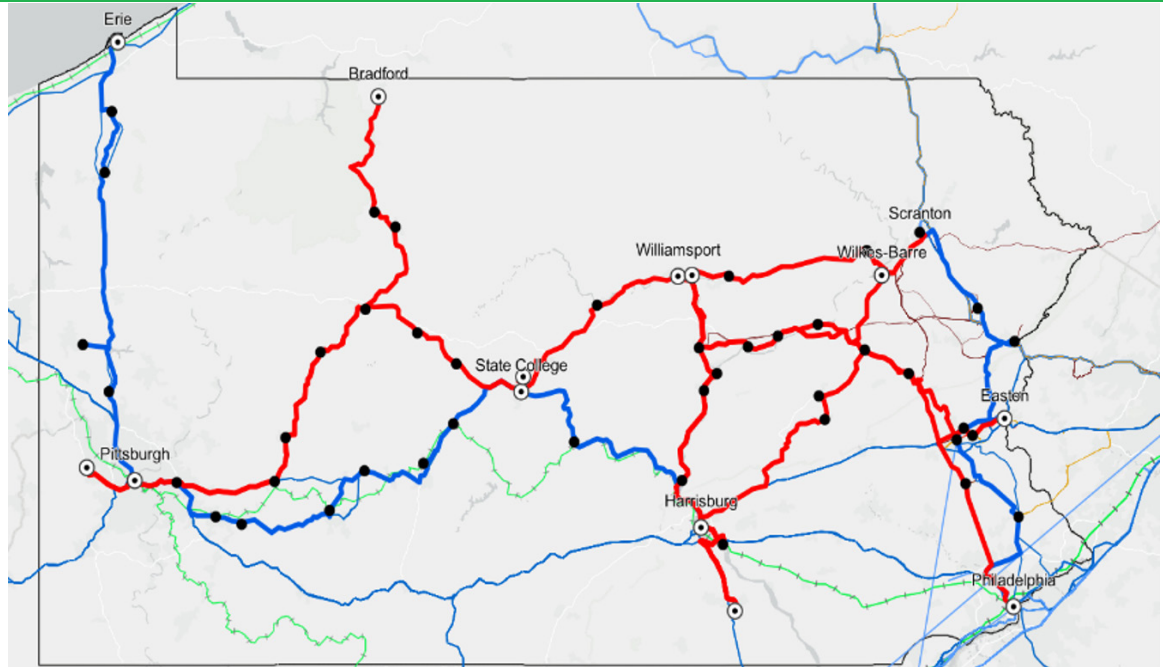 Erie
Bradford
Scranton
Williamsport
Wilkes-Barre
State College
Easton
Pittsburgh
Harrisburg
Philadelphia